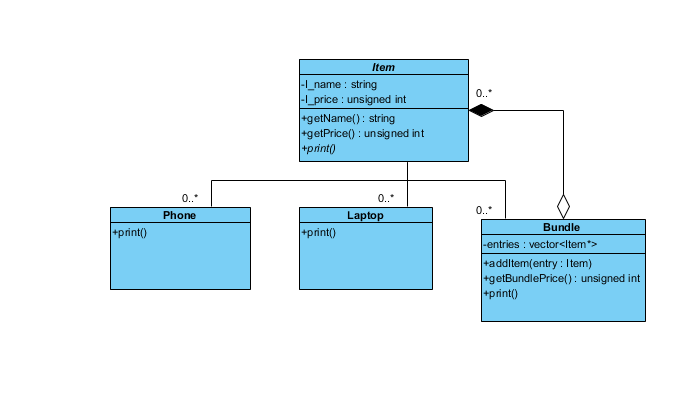 Item
-I_name : string
-I_price : unsigned int
+getName() : string
+getPrice() : unsigned int
+print()
0..*
0..*
0..*
0..*
Phone
+print()
Laptop
+print()
Bundle
-entries : vector<Item*>
+addItem(entry : Item)
+getBundlePrice() : unsigned int
+print()